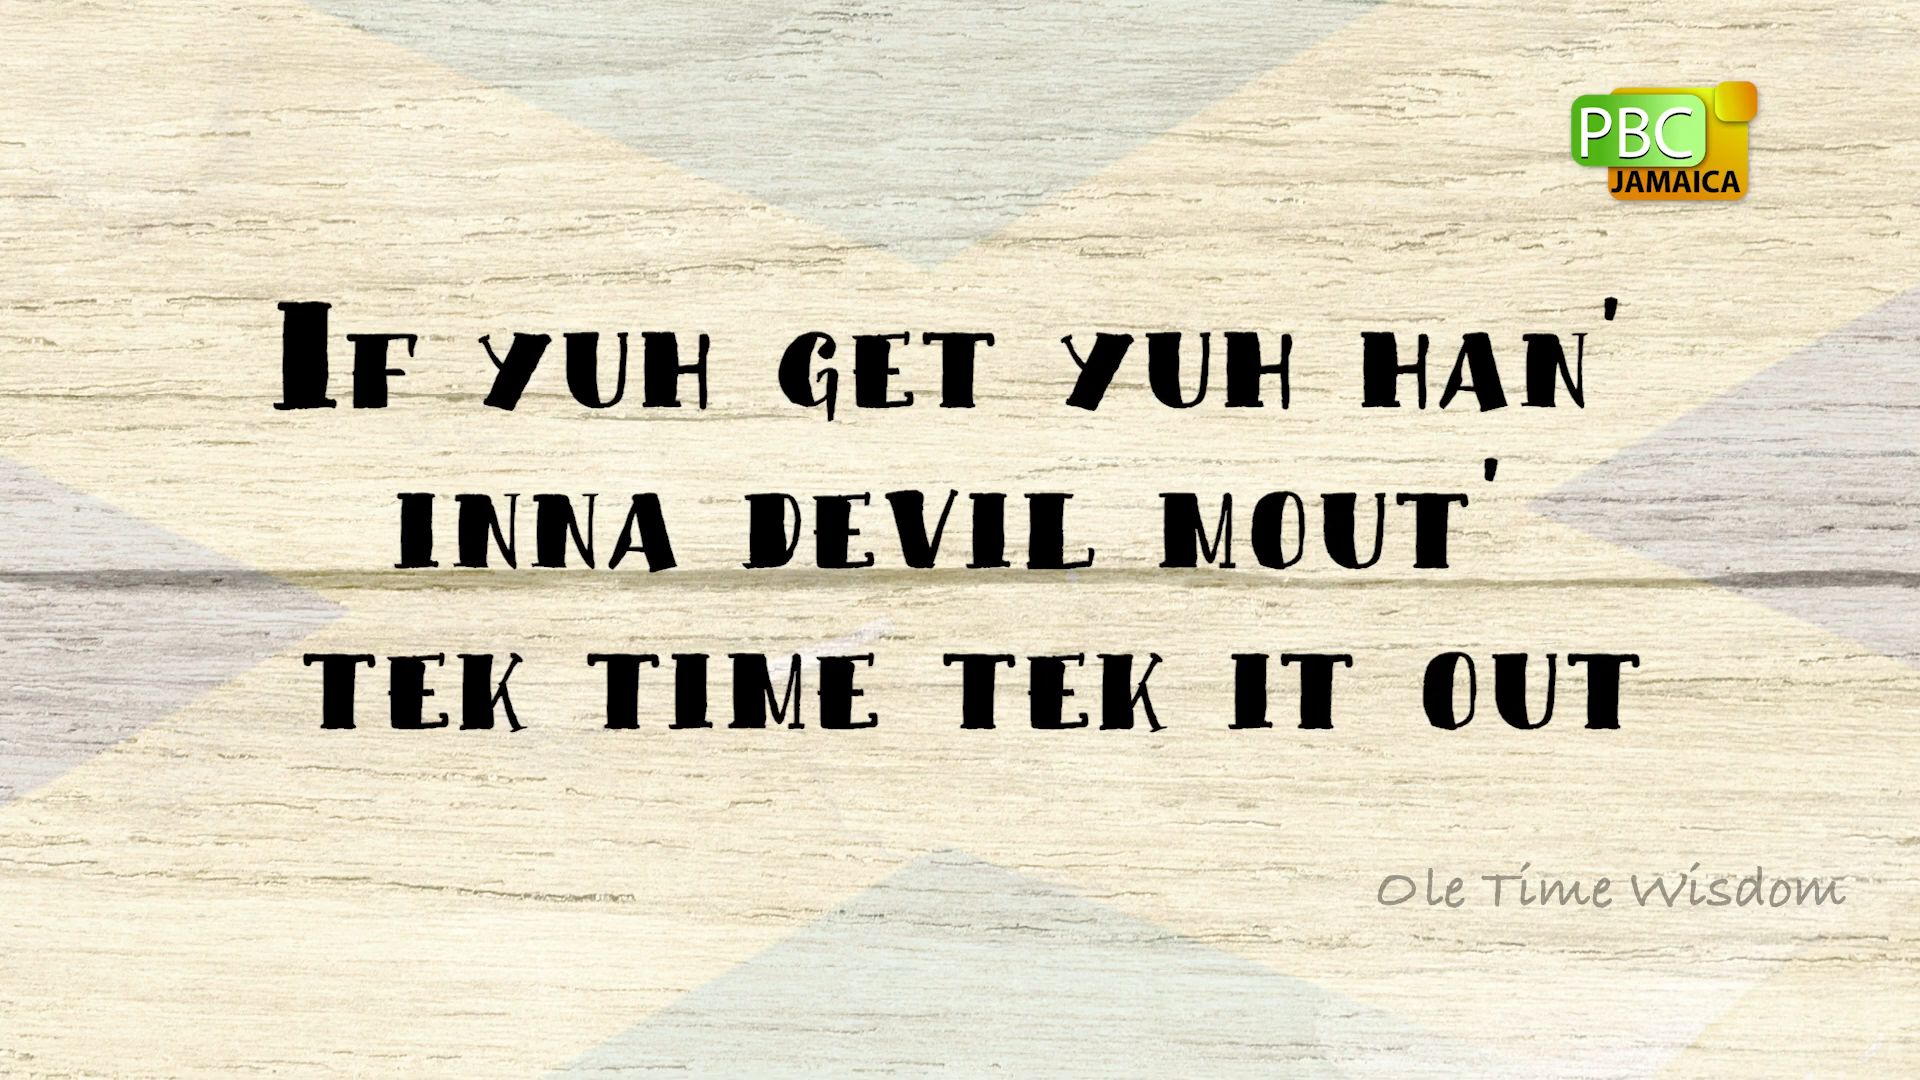 PBC
JAMAICA
If yuh get yuh han'
inna devil mout'
tek time tek it out
Ole Time Wisdom